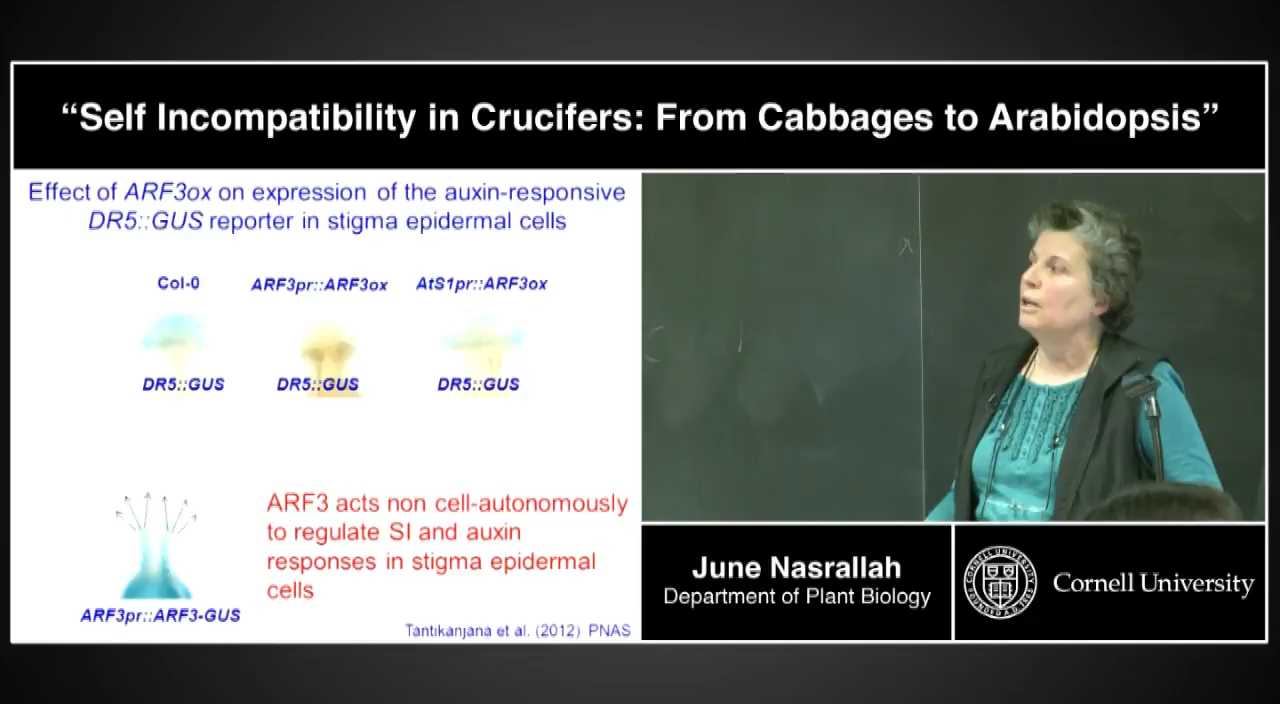 “Self Incompatibility in Crucifers: From Cabbages to Arabidopsis”
Effect of ARF3ox on expression of the auxin-responsive
DR5::GUS reporter in stigma epidermal cells
Col-0 ARF3pr::ARF3ox AtS1pr::ARF3ox
DR5::GUS DR5::GUS DR5::GUS
ARF3 acts non cell-autonomously
to regulate SI and auxin
responses in stigma epidermal
cells
ARF3pr::ARF3-GUS
Tantikanjana et al. (2012) PNAS
June Nasrallah
Department of Plant Biology
Cornell University